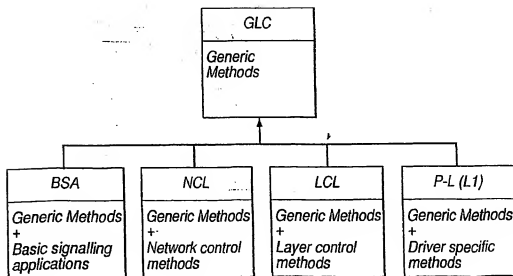 GLC
Generic
Methods
BSA
Generic Methods
+
Basic signalling
applications
NCL
Generic Methods
+
Network control
methods
LCL
Generic Methods
+
Layer control
methods
P-L (L1)
Generic Methods
+
Driver specific
methods